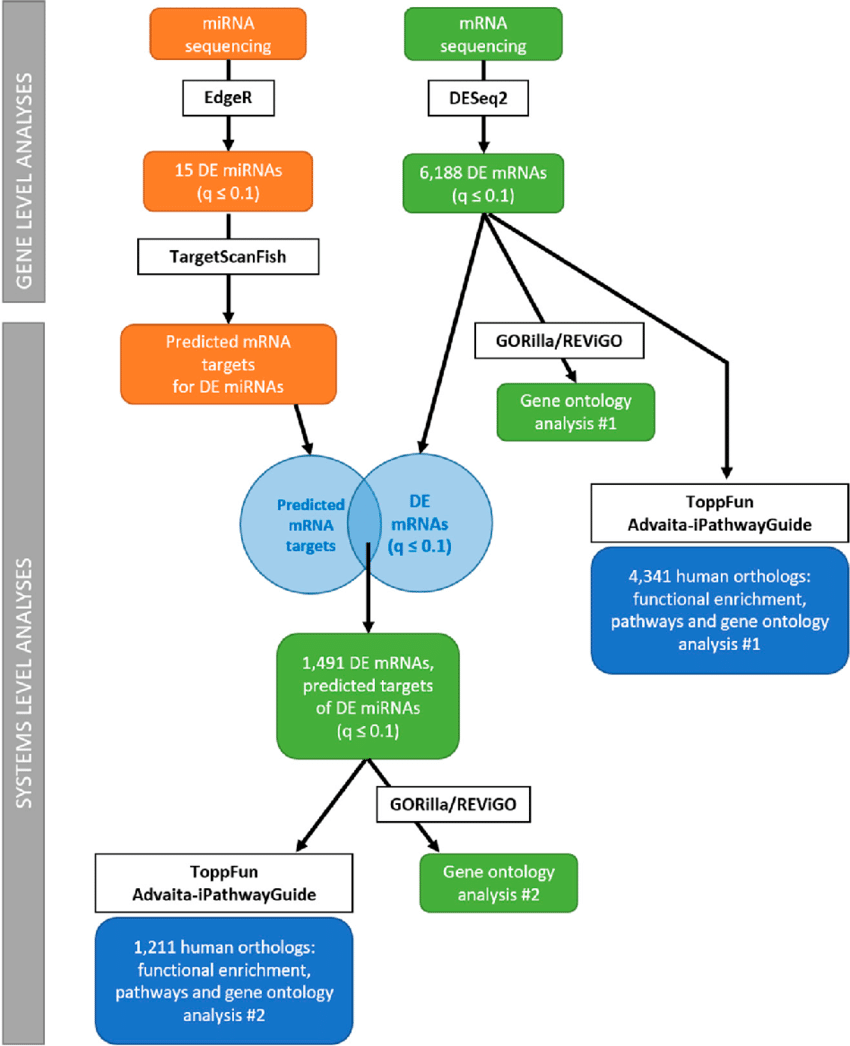 GENE LEVEL ANALYSES
miRNA
sequencing
mRNA
sequencing
EdgeR
DESeq2
15 DE miRNAs
(q ≤ 0.1)
6,188 DE mRNAs
(q ≤ 0.1)
TargetScanFish
SYSTEMS LEVEL ANALYSES
Predicted mRNA
targets
for DE miRNAs
GORilla/REViGO
Gene ontology
analysis #1
Predicted
mRNA
targets
DE
mRNAs
(q ≤ 0.1)
ToppFun
Advaita-iPathwayGuide
4,341 human orthologs:
functional enrichment,
pathways and gene ontology
analysis #1
1,491 DE mRNAs,
predicted targets
of DE miRNAs
(q ≤ 0.1)
GORilla/REViGO
ToppFun
Advaita-iPathwayGuide
Gene ontology
analysis #2
1,211 human orthologs:
functional enrichment,
pathways and gene ontology
analysis #2